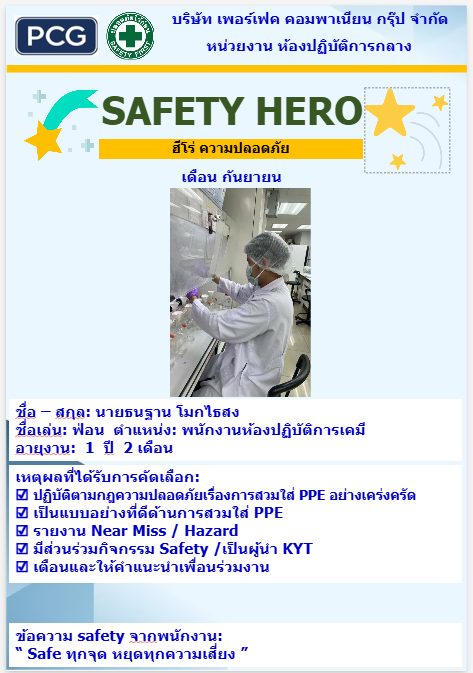 PCG
ปลอดภัยไว้ก่อน
SAFETY FIRST
บริษัท เพอร์เฟค คอมพาเนียน กรุ๊ป จำกัด
หน่วยงาน ห้องปฏิบัติการกลาง
SAFETY HERO
ฮีโร่ ความปลอดภัย
เดือน กันยายน
ชื่อ – สกุล: นายธนฐาน โมกไธสง
ชื่อเล่น: ฟ่อน ตำแหน่ง: พนักงานห้องปฏิบัติการเคมี
อายุงาน: 1 ปี 2 เดือน
เหตุผลที่ได้รับการคัดเลือก:
☑ ปฏิบัติตามกฎความปลอดภัยเรื่องการสวมใส่ PPE อย่างเคร่งครัด
☑ เป็นแบบอย่างที่ดีด้านการสวมใส่ PPE
☑ รายงาน Near Miss / Hazard
☑ มีส่วนร่วมกิจกรรม Safety /เป็นผู้นำ KYT
☑ เตือนและให้คำแนะนำเพื่อนร่วมงาน
ข้อความ safety จากพนักงาน:
“ Safe ทุกจุด หยุดทุกความเสี่ยง ”